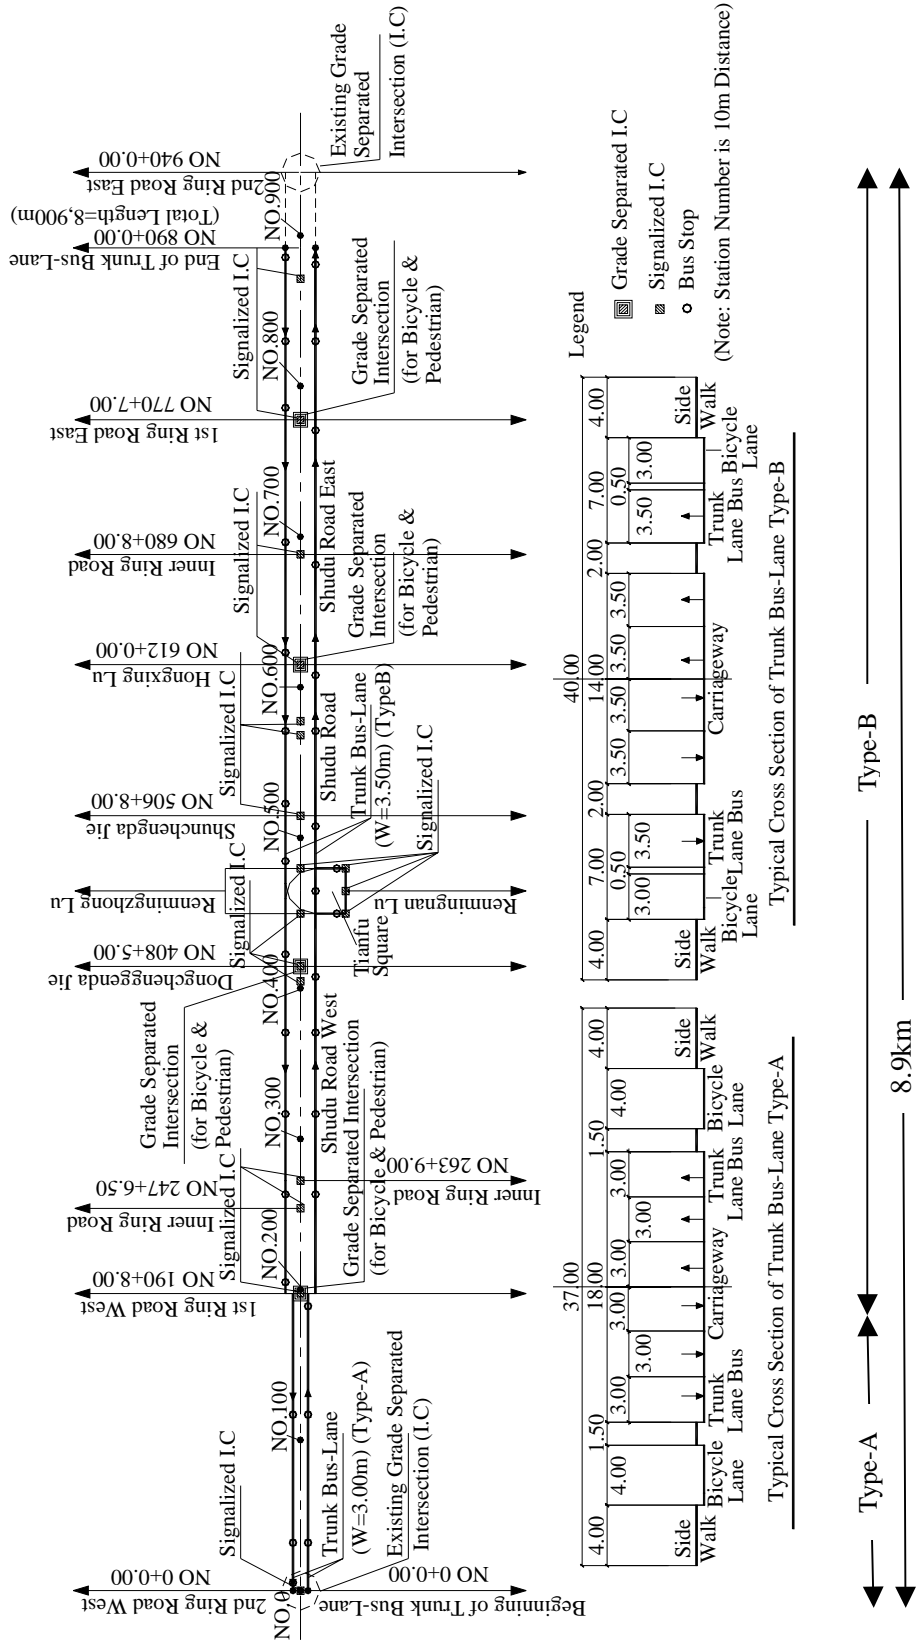 2nd Ring Road West
NO 0+0.00
1st Ring Road West
NO 190+8.00
Inner Ring Road
NO 247+6.50
Dongchenggenda Jie
NO 408+5.00
Renmingzhong Lu
Shunchengda Jie
NO 506+8.00
Hongxing Lu
NO 612+0.00
Inner Ring Road
NO 680+8.00
1st Ring Road East
NO 770+7.00
End of Trunk Bus-Lane
NO 890+0.00
(Total Length=8,900m)
2nd Ring Road East
NO 940+0.00
Signalized I.C
Signalized I.C
Grade Separated
Intersection
(for Bicycle &
Pedestrian)
Signalized I.C
Signalized I.C
Signalized I.C
Signalized I.C
NO.0
NO.100
NO.200
NO.300
NO.400
NO.500
NO.600
NO.700
NO.800
NO.900
Beginning of Trunk Bus-Lane
NO 0+0.00
Trunk Bus-Lane
(W=3.00m) (Type-A)
Existing Grade Separated
Intersection (I.C)
Shudu Road West
Grade Separated Intersection
(for Bicycle & Pedestrian)
Inner Ring Road
NO 263+9.00
Tianfu
Square
Renmingnan Lu
Shudu Road
Trunk Bus-Lane
(W=3.50m) (TypeB)
Signalized I.C
Shudu Road East
Grade Separated
Intersection
(for Bicycle &
Pedestrian)
Grade Separated
Intersection
(for Bicycle &
Pedestrian)
Existing Grade
Separated
Intersection (I.C)
37.00
4.00
1.50
18.00
1.50
4.00
4.00
3.00
3.00
3.00
3.00
3.00
3.00
4.00
Side
Walk
Bicycle
Lane
Trunk
Lane Bus
Carriageway
Trunk
Lane Bus
Bicycle
Lane
Side
Walk
Typical Cross Section of Trunk Bus-Lane Type-A
40.00
4.00
7.00
2.00
14.00
2.00
7.00
4.00
0.50
0.50
3.00
3.50
3.50
3.50
3.50
3.50
3.50
3.00
Side
Walk
Bicycle
Lane
Trunk
Lane Bus
Carriageway
Trunk
Lane Bus
Bicycle
Lane
Side
Walk
Typical Cross Section of Trunk Bus-Lane Type-B
Legend
Grade Separated I.C
Signalized I.C
Bus Stop
(Note: Station Number is 10m Distance)
Type-A
Type-B
8.9km